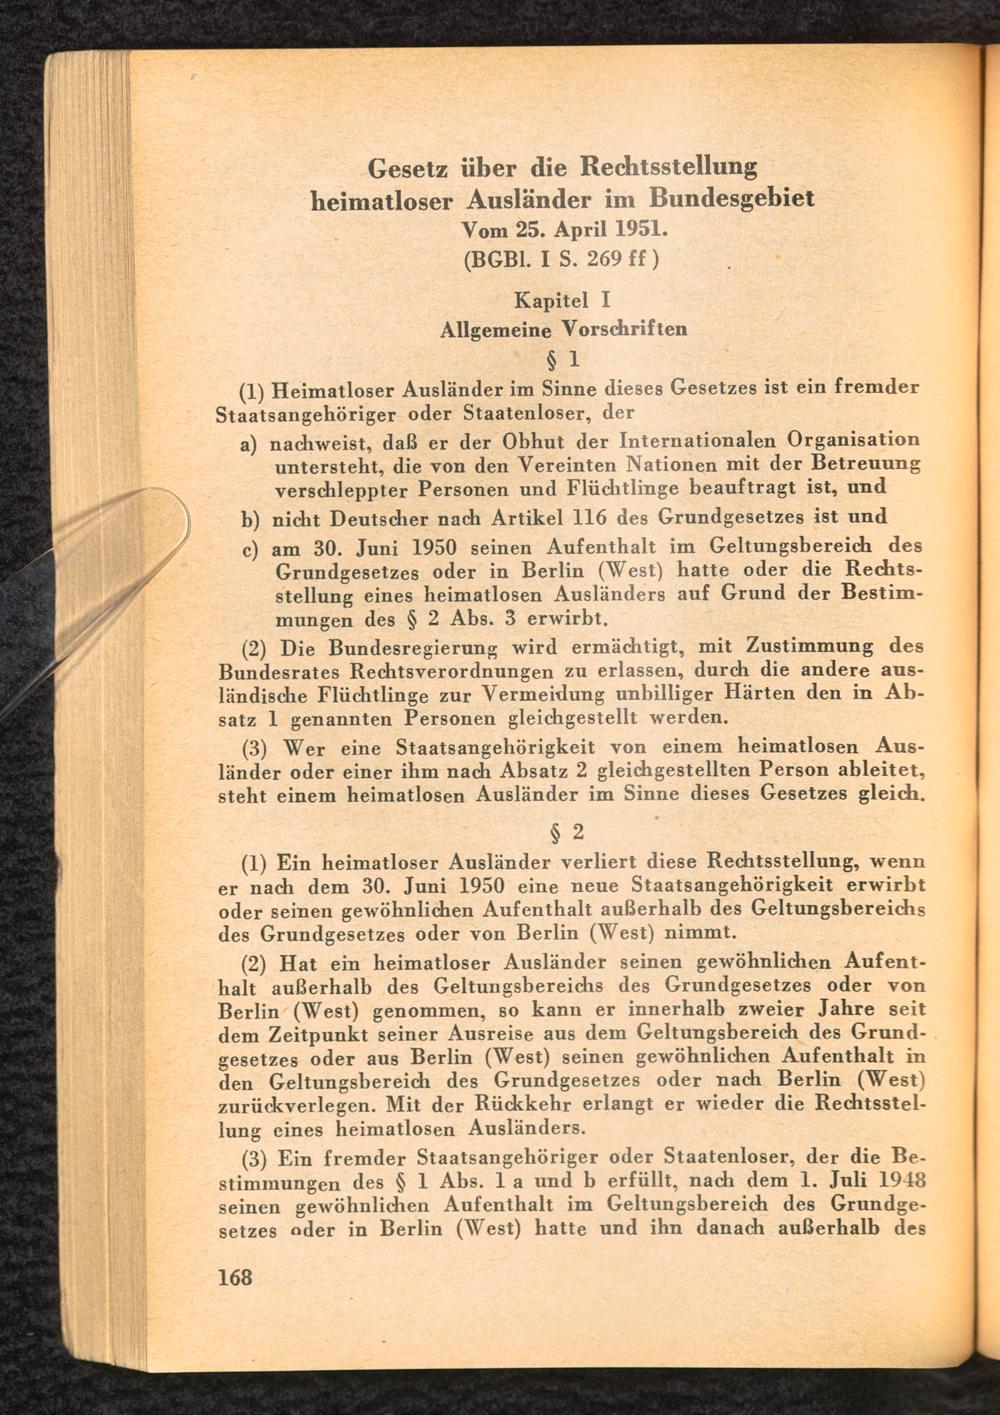 Gesetz über die Rechtsstellung
heimatloser Ausländer im Bundesgebiet
Vom 25. April 1951.
(BGBl. I S. 269 ff)
Kapitel I
Allgemeine Vorschriften
§ 1
(1) Heimatloser Ausländer im Sinne dieses Gesetzes ist ein fremder
Staatsangehöriger oder Staatenloser, der
a) nachweist, daß er der Obhut der Internationalen Organisation
untersteht, die von den Vereinten Nationen mit der Betreuung
verschleppter Personen und Flüchtlinge beauftragt ist, und
b) nicht Deutscher nach Artikel 116 des Grundgesetzes ist und
c) am 30. Juni 1950 seinen Aufenthalt im Geltungsbereich des
Grundgesetzes oder in Berlin (West) hatte oder die Rechts-
stellung eines heimatlosen Ausländers auf Grund der Bestim-
mungen des § 2 Abs. 3 erwirbt.
(2) Die Bundesregierung wird ermächtigt, mit Zustimmung des
Bundesrates Rechtsverordnungen zu erlassen, durch die andere aus-
ländische Flüchtlinge zur Vermeidung unbilliger Härten den in Ab-
satz 1 genannten Personen gleichgestellt werden.
(3) Wer eine Staatsangehörigkeit von einem heimatlosen Aus-
länder oder einer ihm nach Absatz 2 gleichgestellten Person ableitet,
steht einem heimatlosen Ausländer im Sinne dieses Gesetzes gleich.
§ 2
(1) Ein heimatloser Ausländer verliert diese Rechtsstellung, wenn
er nach dem 30. Juni 1950 eine neue Staatsangehörigkeit erwirbt
oder seinen gewöhnlichen Aufenthalt außerhalb des Geltungsbereichs
des Grundgesetzes oder von Berlin (West) nimmt.
(2) Hat ein heimatloser Ausländer seinen gewöhnlichen Aufent-
halt außerhalb des Geltungsbereichs des Grundgesetzes oder von
Berlin (West) genommen, so kann er innerhalb zweier Jahre seit
dem Zeitpunkt seiner Ausreise aus dem Geltungsbereich des Grund-
gesetzes oder aus Berlin (West) seinen gewöhnlichen Aufenthalt in
den Geltungsbereich des Grundgesetzes oder nach Berlin (West)
zurückverlegen. Mit der Rückkehr erlangt er wieder die Rechtsstel-
lung eines heimatlosen Ausländers.
(3) Ein fremder Staatsangehöriger oder Staatenloser, der die Be-
stimmungen des § 1 Abs. 1 a und b erfüllt, nach dem 1. Juli 1948
seinen gewöhnlichen Aufenthalt im Geltungsbereich des Grundge-
setzes oder in Berlin (West) hatte und ihn danach außerhalb des
168